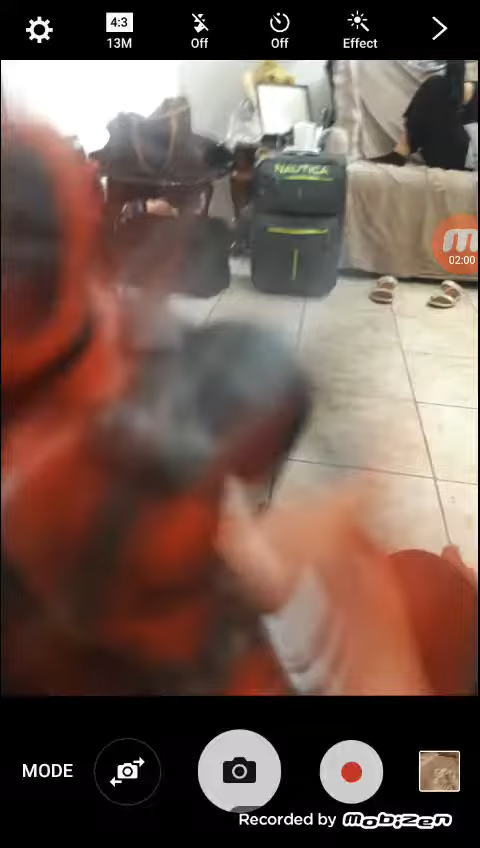 4:3
13M
Off
Off
Effect
NAUTICA
02:00
MODE
Recorded by Mobizen